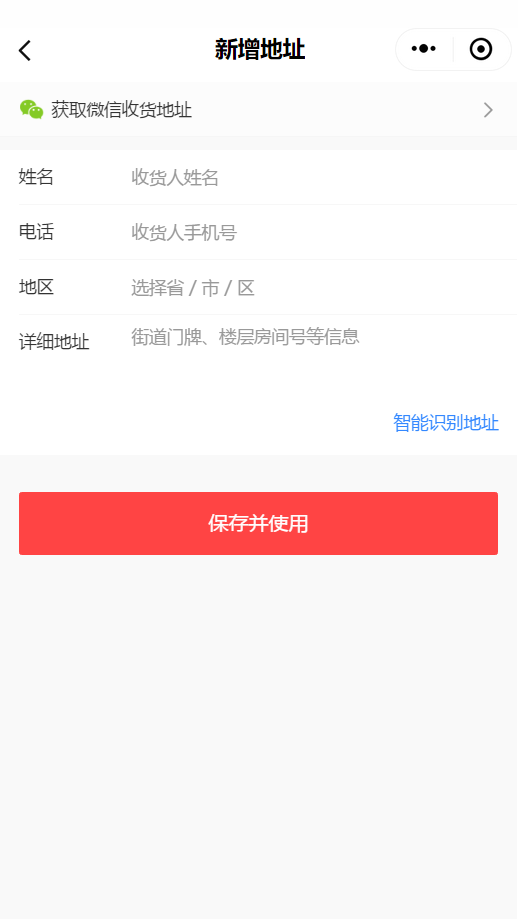 新增地址
获取微信收货地址
姓名 收货人姓名
电话 收货人手机号
地区 选择省 / 市 / 区
详细地址 街道门牌、楼层房间号等信息
智能识别地址
保存并使用